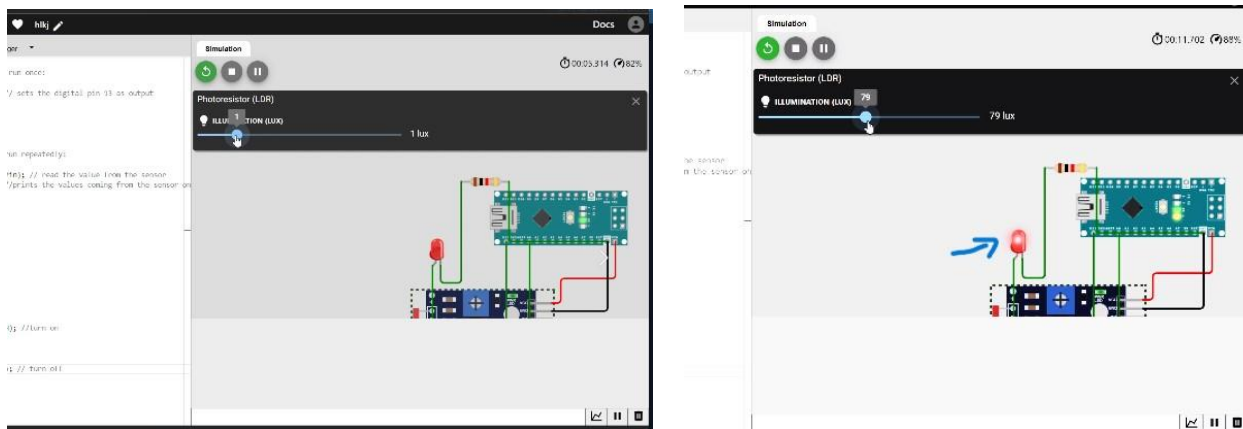 hlkj
Docs
Simulation
00:05.314 82%
run once:
// sets the digital pin 13 as output
Photoresistor (LDR)
1
ILLUMINATION (LUX)
1 lux
run repeatedly:
// read the value from the sensor
//prints the values coming from the sensor on
//turn on
// turn off
Simulation
00:11.702 88%
output
Photoresistor (LDR)
79
ILLUMINATION (LUX)
79 lux
sensor
the sensor on